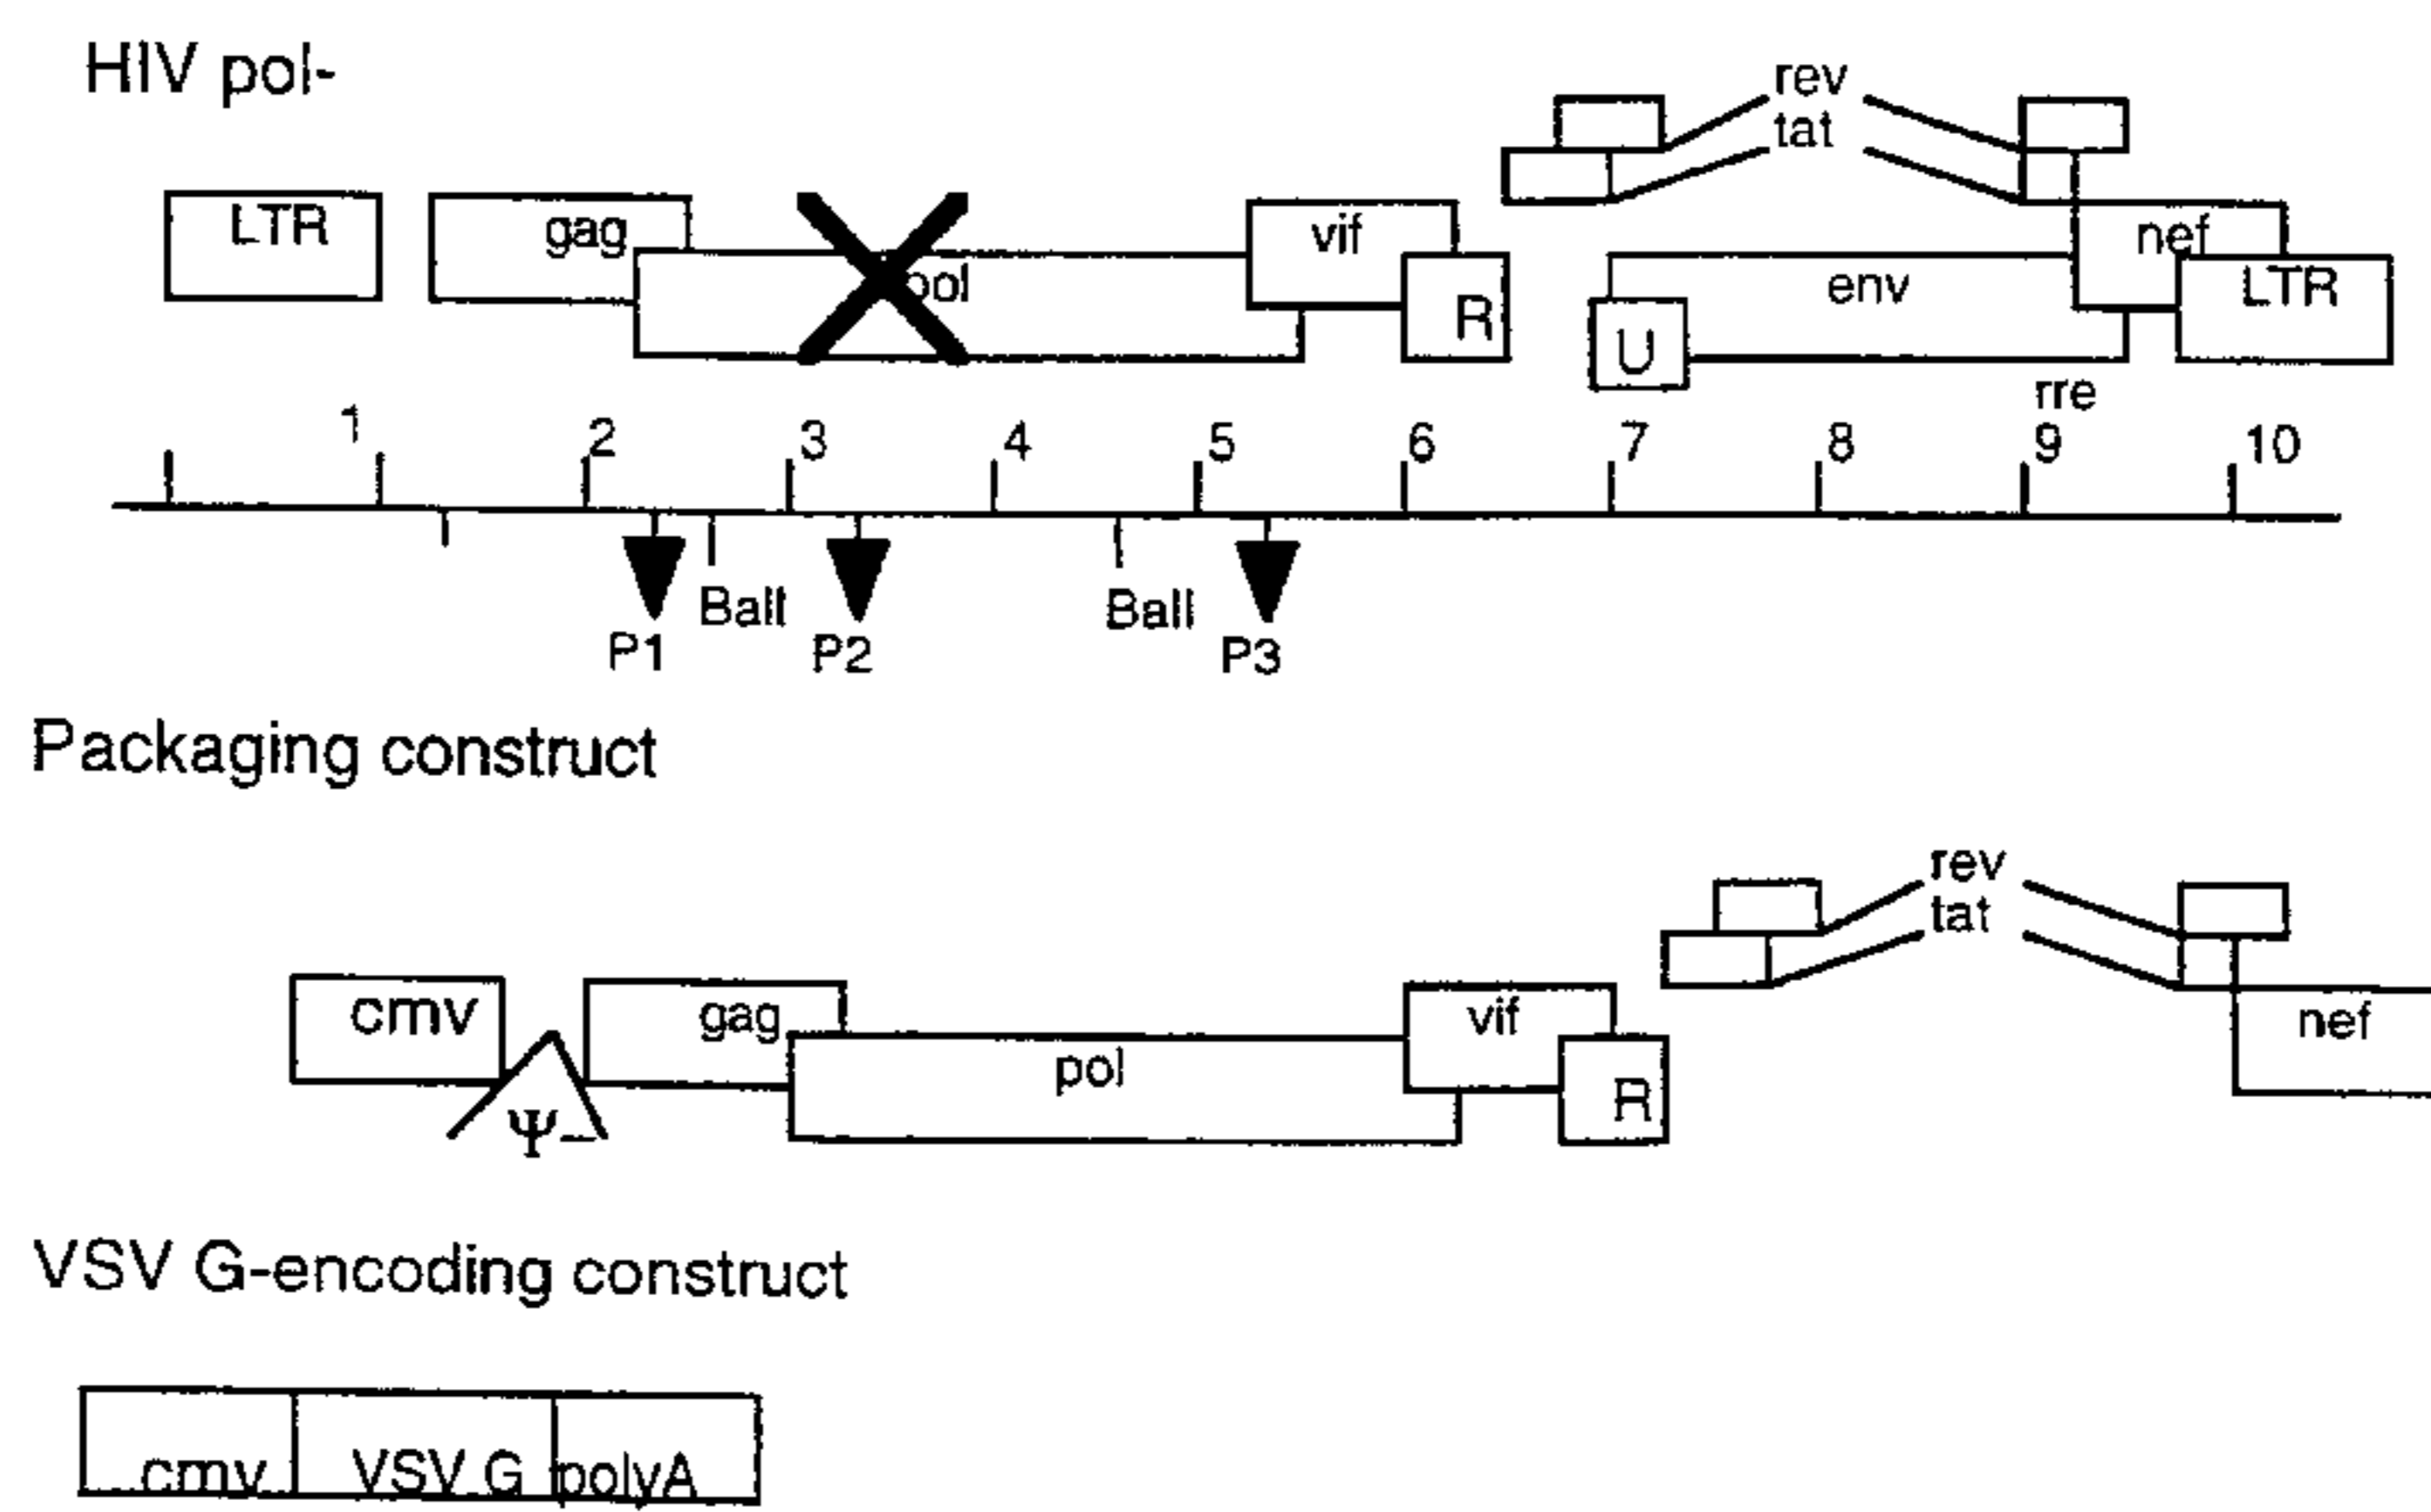 HIV pol-
rev
tat
LTR
gag
pol
vif
R
U
env
nef
LTR
rre
1 2 3 4 5 6 7 8 9 10
BalI BalI
P1 P2 P3
Packaging construct
rev
tat
cmv
Ψ-
gag
pol
vif
R
nef
VSV G-encoding construct
cmv VSV G polyA